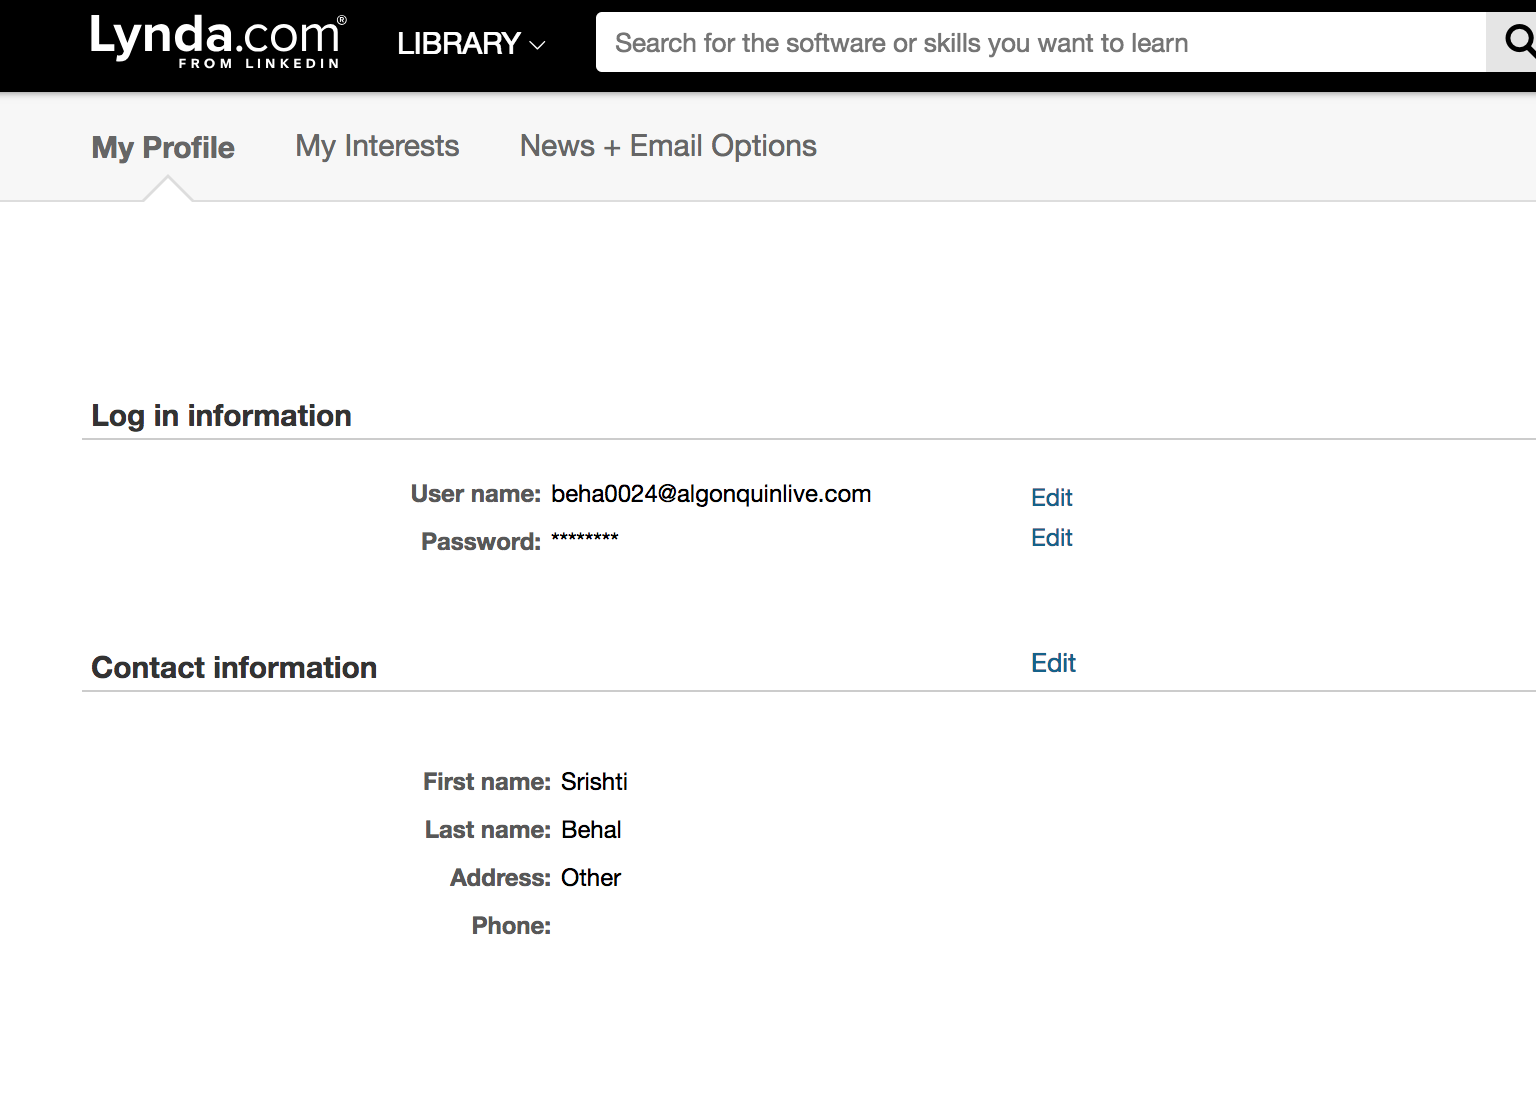 Lynda.com®
FROM LINKEDIN
LIBRARY
Search for the software or skills you want to learn
My Profile
My Interests
News + Email Options
Log in information
User name: beha0024@algonquinlive.com Edit
Password: ******** Edit
Contact information Edit
First name: Srishti
Last name: Behal
Address: Other
Phone: